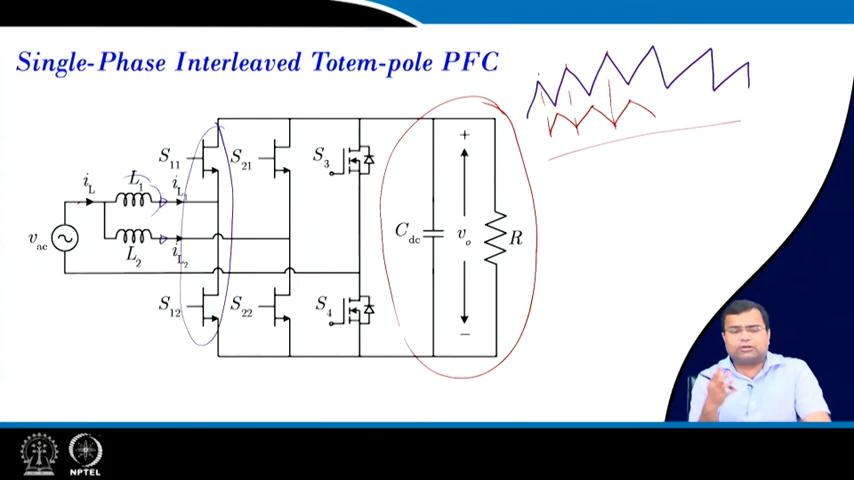 Single-Phase Interleaved Totem-pole PFC
S11 S21 S3
iL L1 iL1
vac
L2 iL2
Cdc vo R
+
−
S12 S22 S4
NPTEL